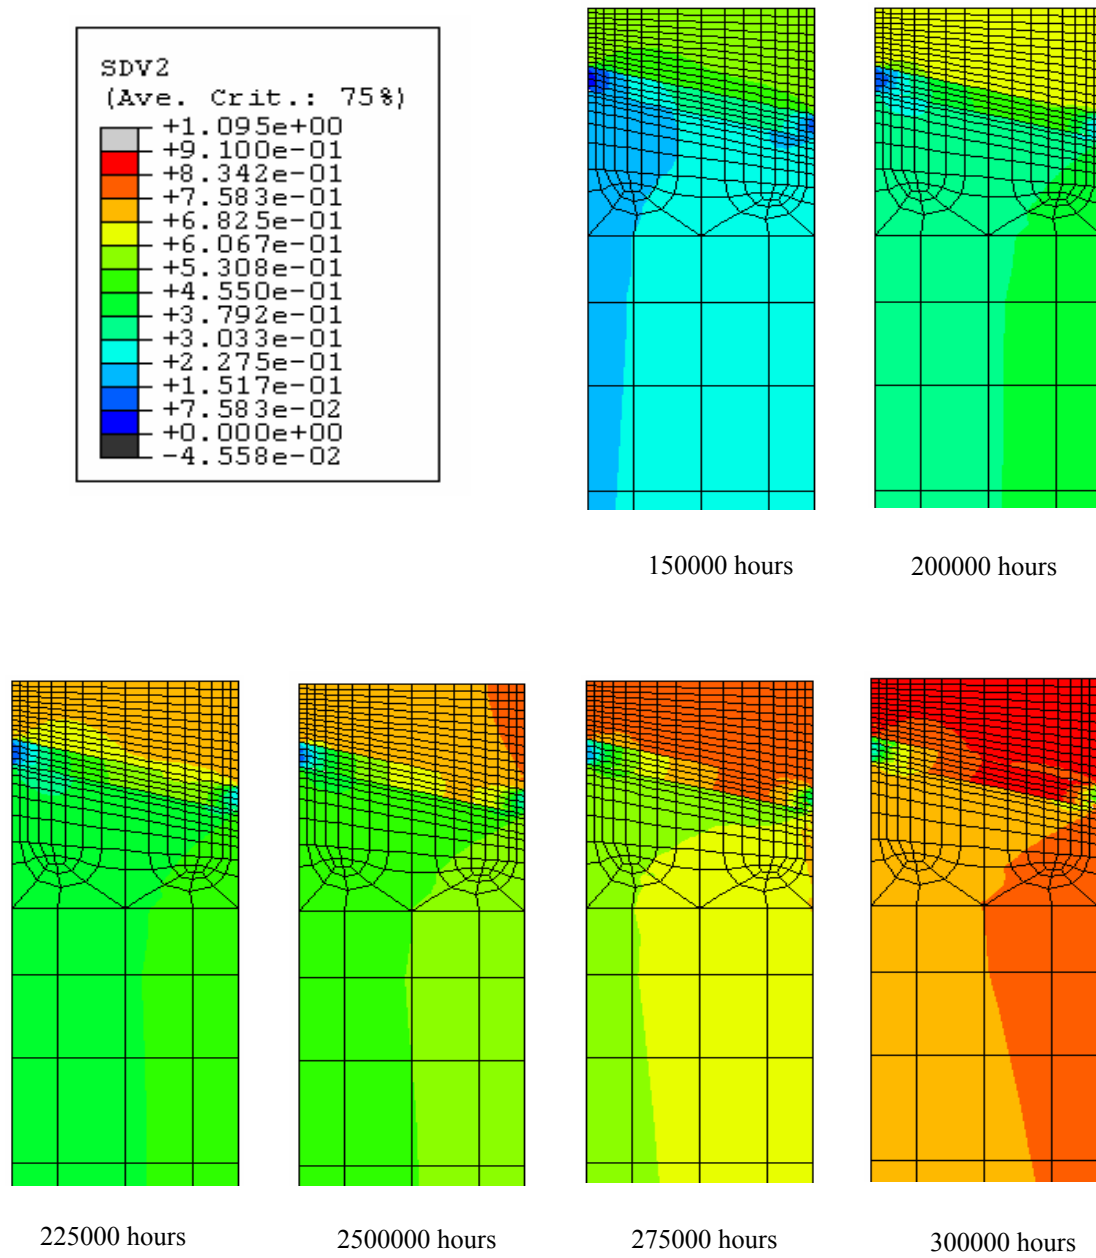 SDV2
(Ave. Crit.: 75%)
+1.095e+00
+9.100e-01
+8.342e-01
+7.583e-01
+6.825e-01
+6.067e-01
+5.308e-01
+4.550e-01
+3.792e-01
+3.033e-01
+2.275e-01
+1.517e-01
+7.583e-02
+0.000e+00
-4.558e-02
150000 hours
200000 hours
225000 hours
2500000 hours
275000 hours
300000 hours